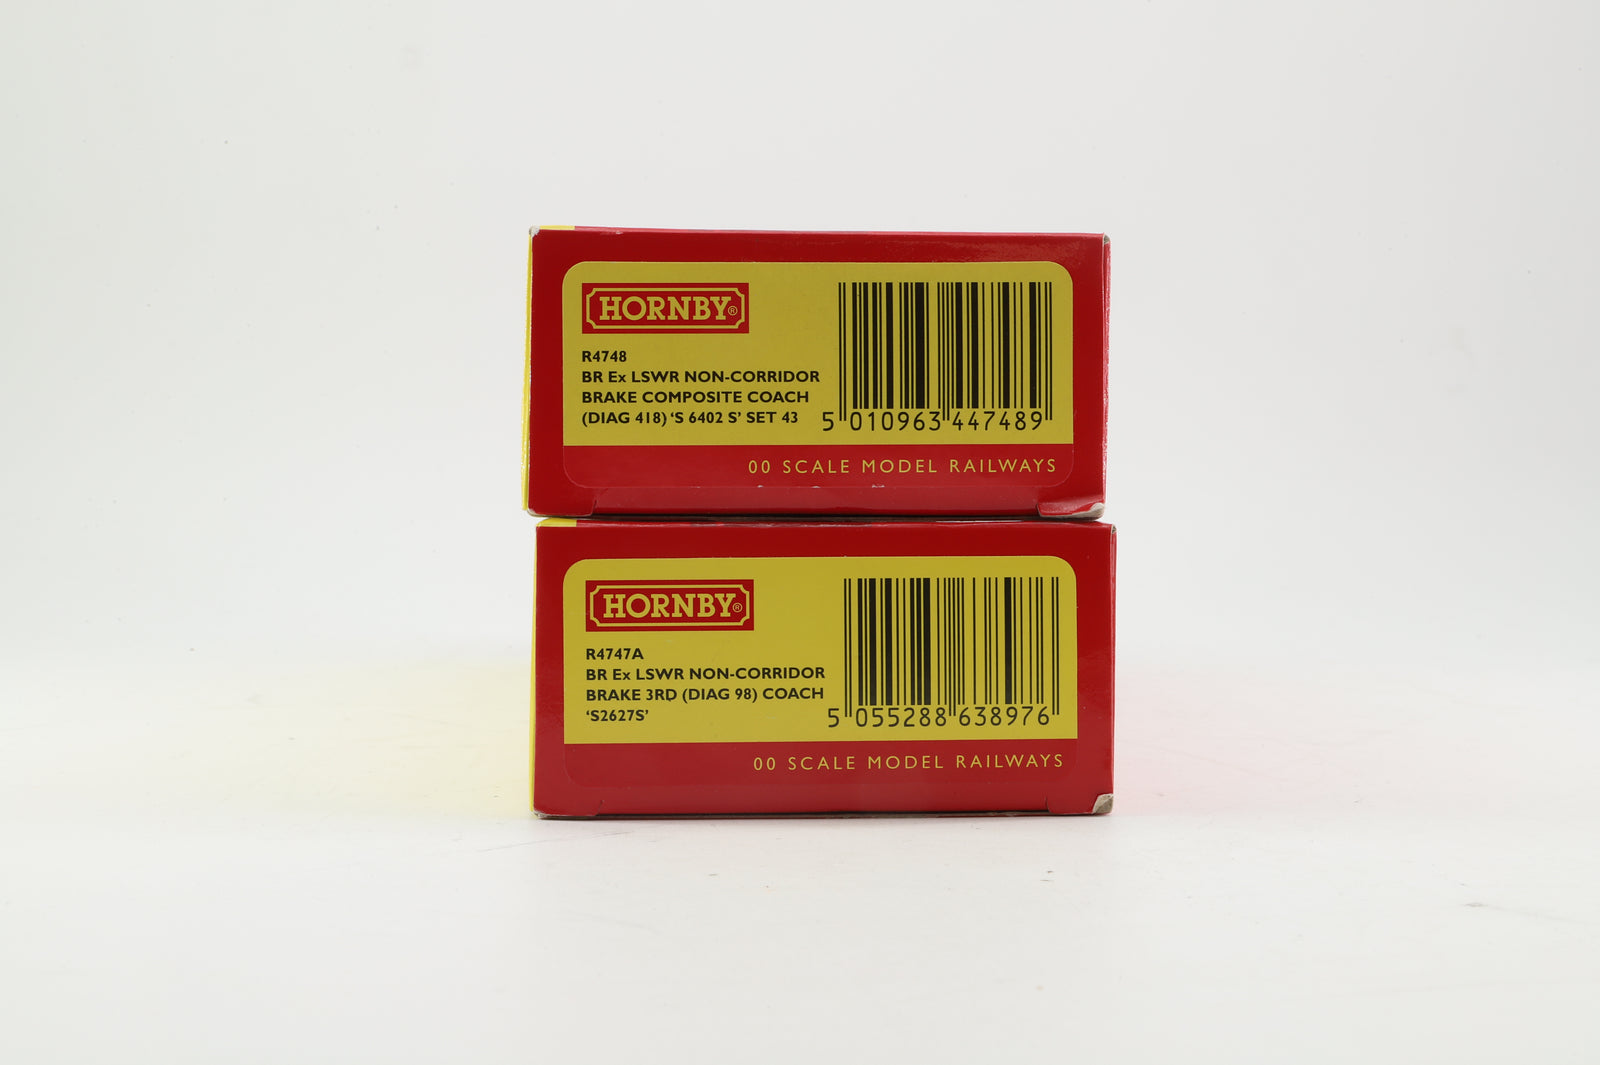 HORNBY®
R4748
BR Ex LSWR NON-CORRIDOR
BRAKE COMPOSITE COACH
(DIAG 418) ‘S 6402 S’ SET 43
5 010963 447489
00 SCALE MODEL RAILWAYS
HORNBY®
R4747A
BR Ex LSWR NON-CORRIDOR
BRAKE 3RD (DIAG 98) COACH
‘S2627S’
5 055288 638976
00 SCALE MODEL RAILWAYS